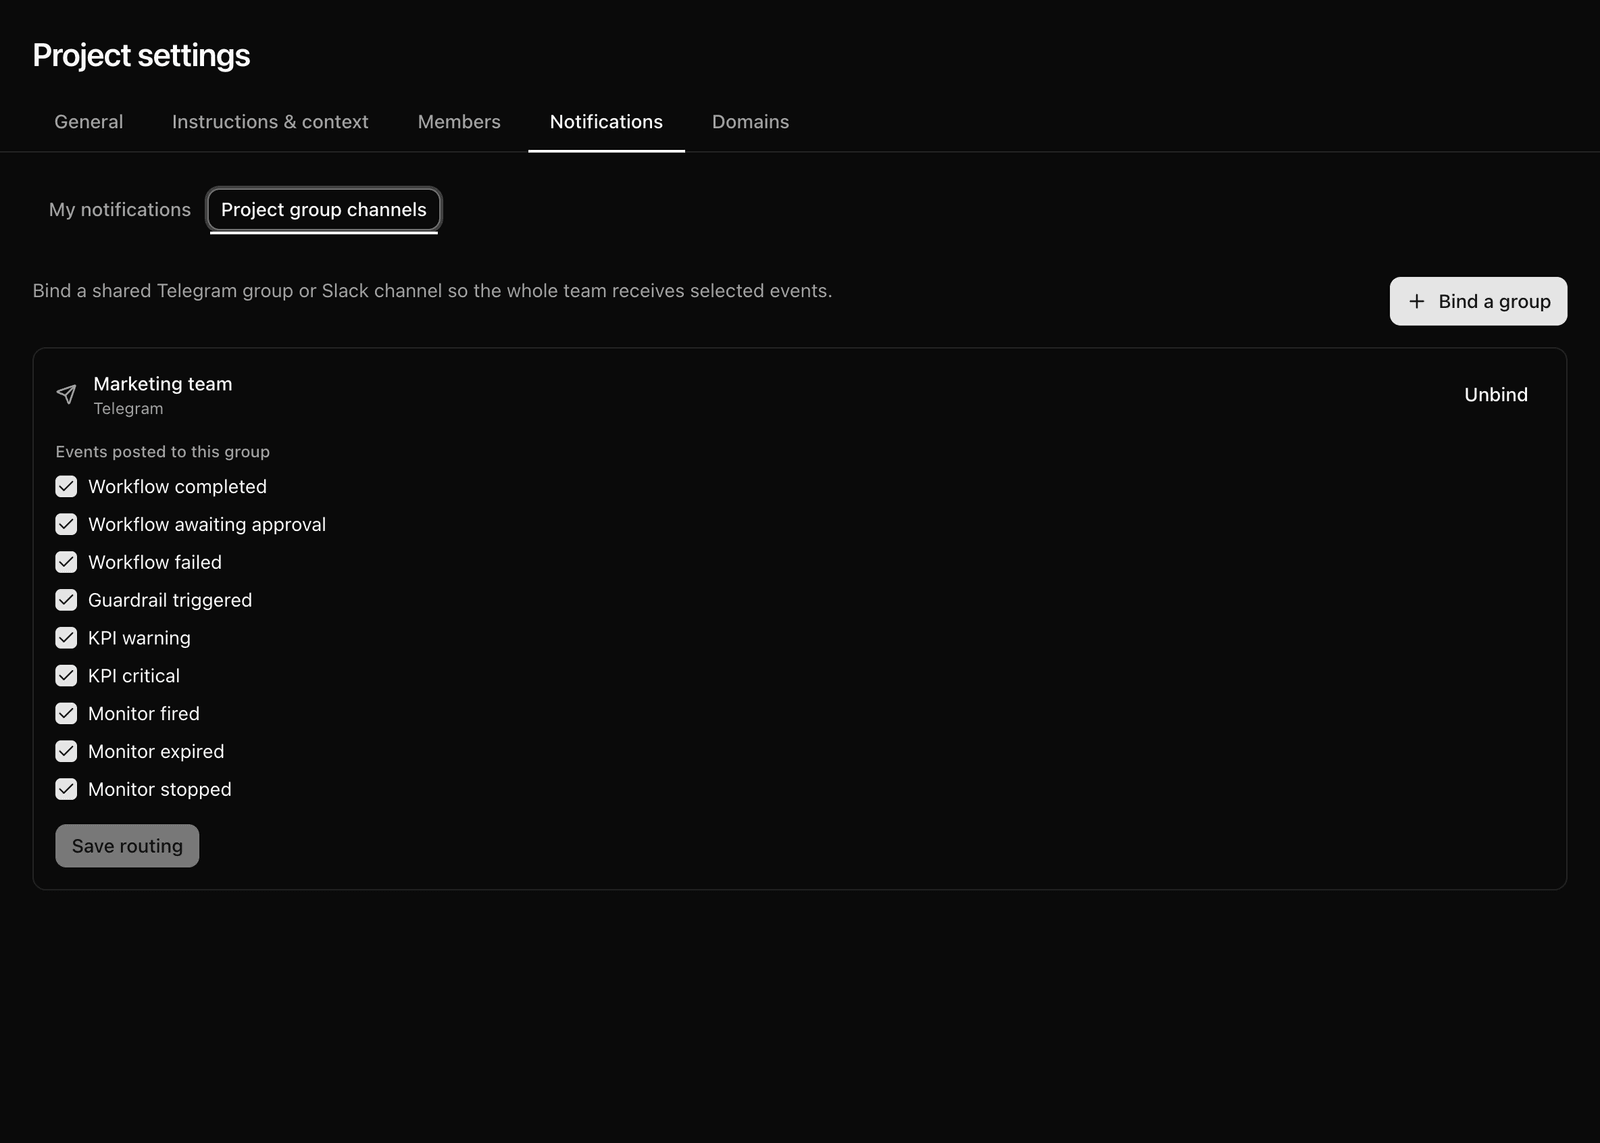 Project settings
General
Instructions & context
Members
Notifications
Domains
My notifications
Project group channels
Bind a shared Telegram group or Slack channel so the whole team receives selected events.
Bind a group
Marketing team
Telegram
Unbind
Events posted to this group
Workflow completed
Workflow awaiting approval
Workflow failed
Guardrail triggered
KPI warning
KPI critical
Monitor fired
Monitor expired
Monitor stopped
Save routing